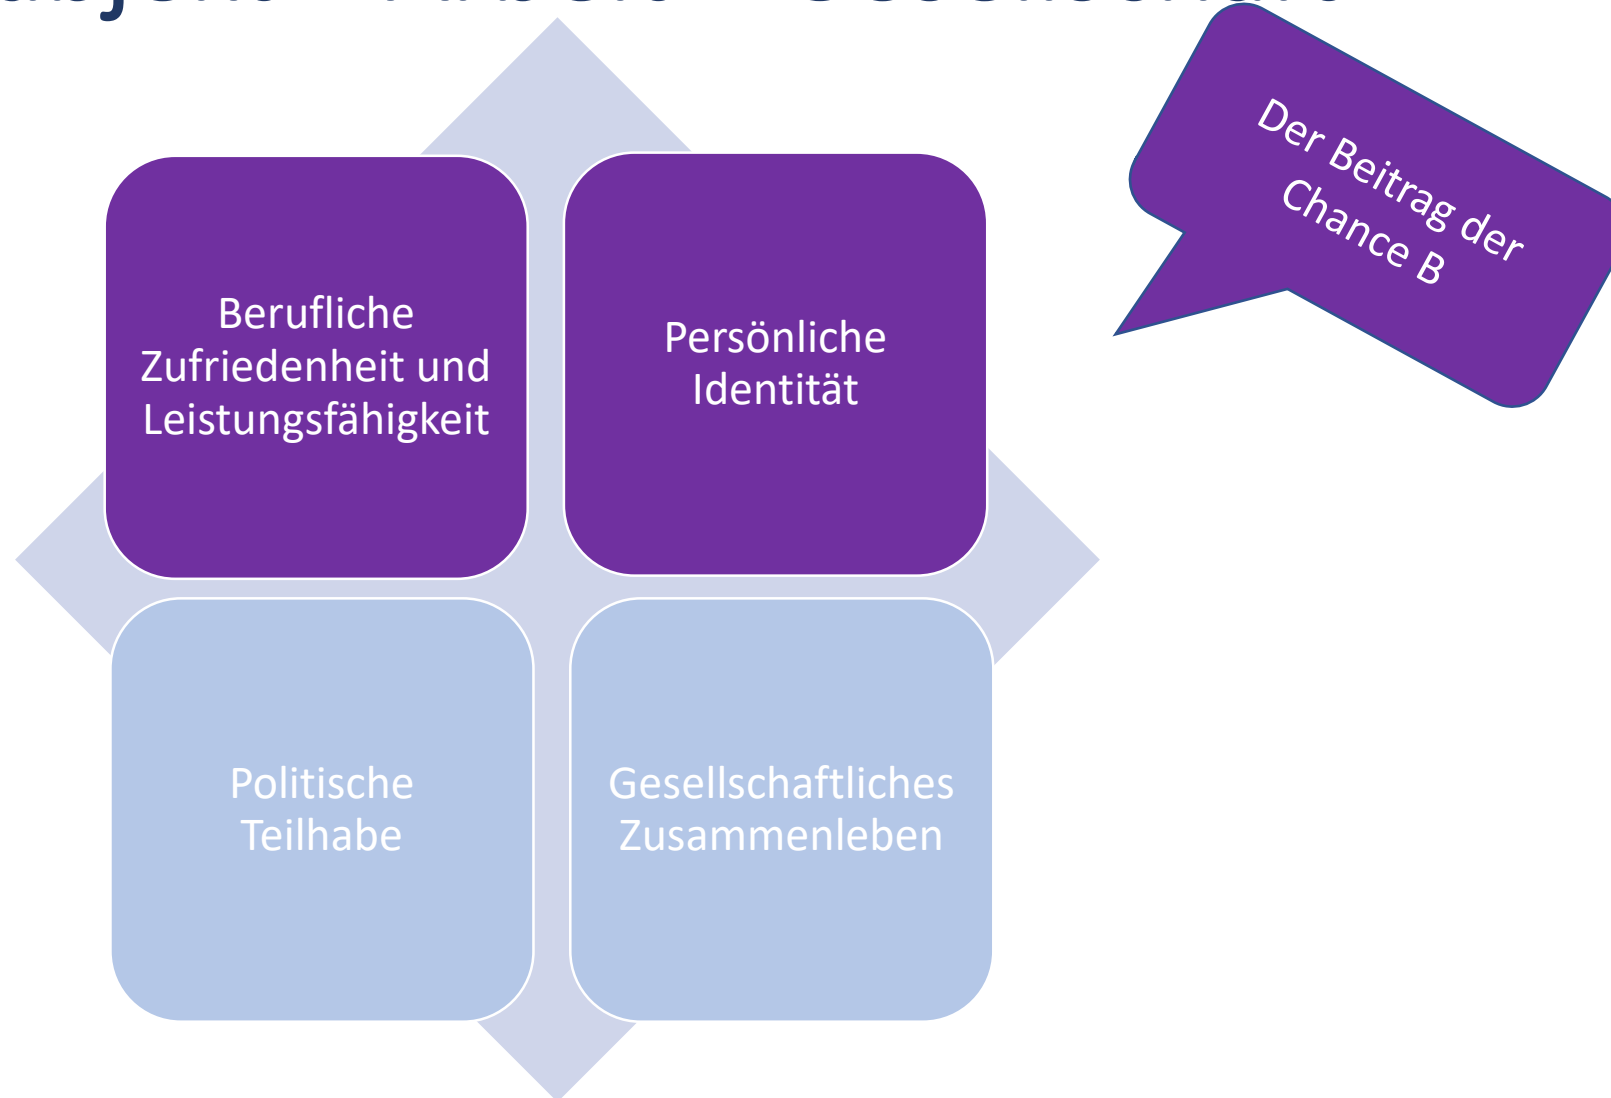 Der Beitrag der
Chance B
Berufliche
Zufriedenheit und
Leistungsfähigkeit
Persönliche
Identität
Politische
Teilhabe
Gesellschaftliches
Zusammenleben